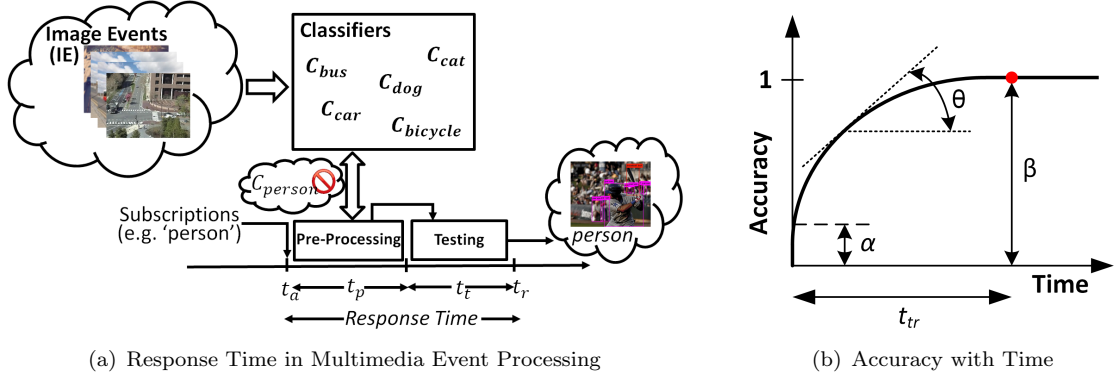 Image Events
(IE)
Classifiers
C_bus
C_cat
C_dog
C_car
C_bicycle
C_person
Subscriptions
(e.g. 'person')
Pre-Processing
Testing
person
t_a
t_p
t_t
t_r
Response Time
(a) Response Time in Multimedia Event Processing
1
Accuracy
θ
β
α
Time
t_tr
(b) Accuracy with Time